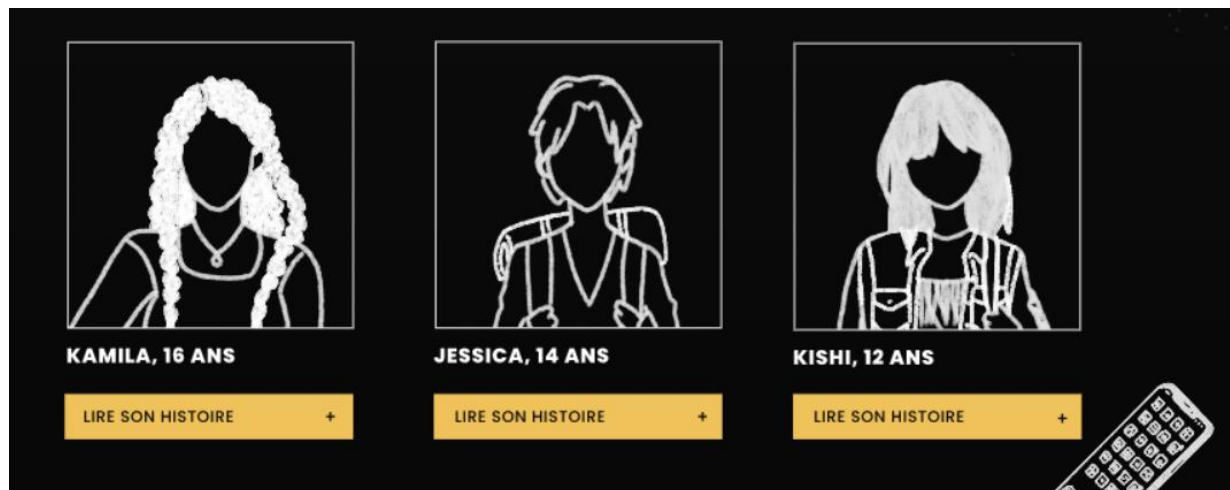 KAMILA, 16 ANS
LIRE SON HISTOIRE +
JESSICA, 14 ANS
LIRE SON HISTOIRE +
KISHI, 12 ANS
LIRE SON HISTOIRE +